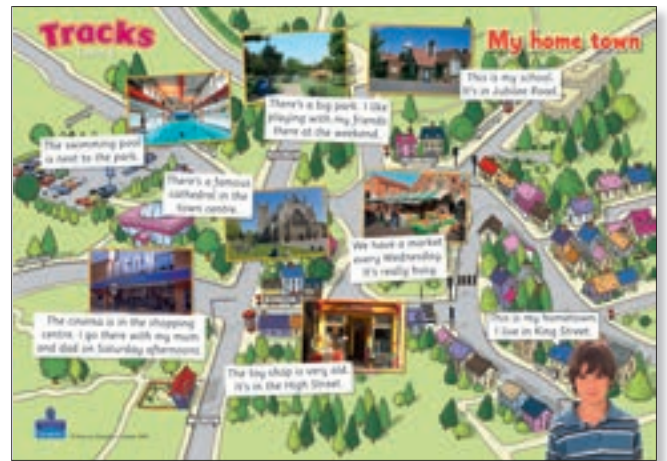 Tracks
My home town
This is my school.
It's in Jubilee Road.
There's a big park. I like
playing with my friends
there at the weekend.
The swimming pool
is next to the park.
There's a famous
cathedral in the
town centre.
We have a market
every Wednesday.
It's really busy.
The cinema is in the shopping
centre. I go there with my mum
and dad on Saturday afternoons.
This is my hometown.
I live in King Street.
The toy shop is very old.
It's in the High Street.